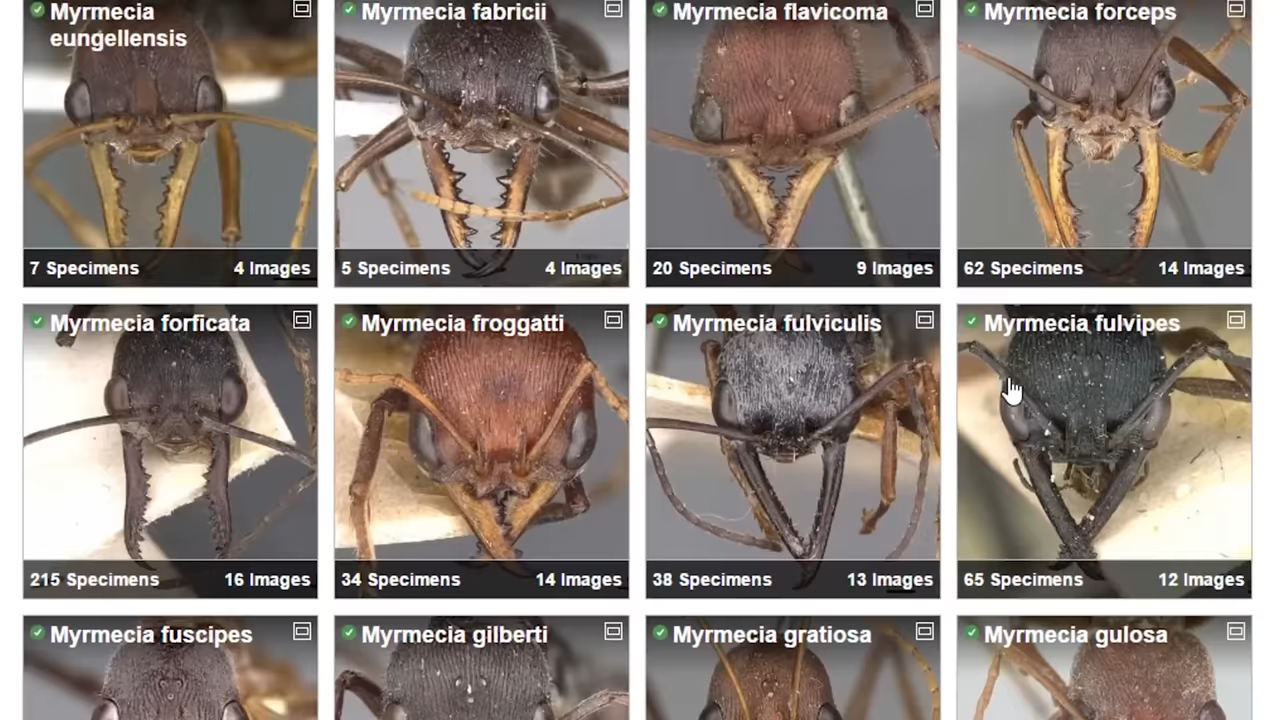 Myrmecia
eungellensis
Myrmecia fabricii
Myrmecia flavicoma
Myrmecia forceps
7 Specimens 4 Images
5 Specimens 4 Images
20 Specimens 9 Images
62 Specimens 14 Images
Myrmecia forficata
Myrmecia froggatti
Myrmecia fulviculis
Myrmecia fulvipes
215 Specimens 16 Images
34 Specimens 14 Images
38 Specimens 13 Images
65 Specimens 12 Images
Myrmecia fuscipes
Myrmecia gilberti
Myrmecia gratiosa
Myrmecia gulosa